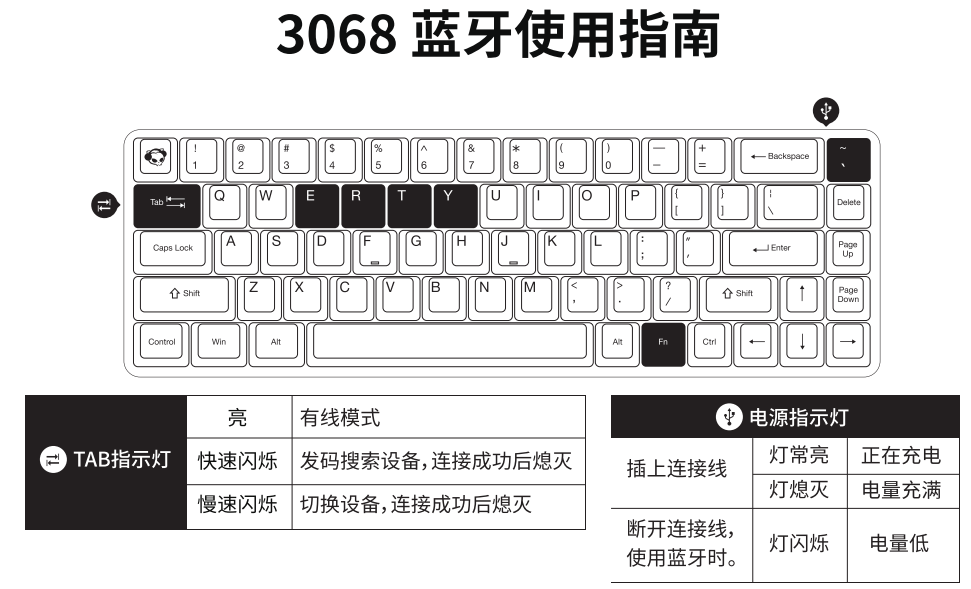 3068 蓝牙使用指南
! 1
@ 2
# 3
$ 4
% 5
^ 6
& 7
* 8
( 9
) 0
— –
+ =
← Backspace
~ `
Tab
Q W E R T Y U I O P
{ [
} ]
¦ \
Delete
Caps Lock
A S D F G H J K L
: ;
" '
Enter
Page Up
⇧ Shift
Z X C V B N M
< ,
> .
? /
⇧ Shift
↑
Page Down
Control
Win
Alt
Alt
Fn
Ctrl
←
↓
→
TAB指示灯
亮 有线模式
快速闪烁 发码搜索设备,连接成功后熄灭
慢速闪烁 切换设备,连接成功后熄灭
电源指示灯
插上连接线
灯常亮 正在充电
灯熄灭 电量充满
断开连接线,
使用蓝牙时。
灯闪烁 电量低